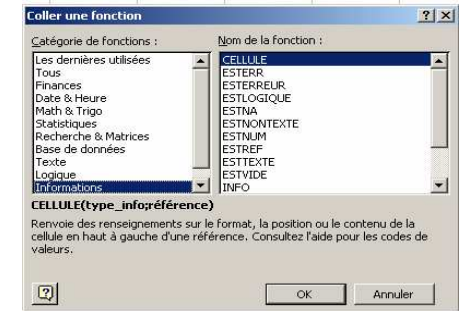 Coller une fonction
Catégorie de fonctions :
Nom de la fonction :
Les dernières utilisées
Tous
Finances
Date & Heure
Math & Trigo
Statistiques
Recherche & Matrices
Base de données
Texte
Logique
Informations
CELLULE
ESTERR
ESTERREUR
ESTLOGIQUE
ESTNA
ESTNONTEXTE
ESTNUM
ESTREF
ESTTEXTE
ESTVIDE
INFO
CELLULE(type_info;référence)
Renvoie des renseignements sur le format, la position ou le contenu de la
cellule en haut à gauche d'une référence. Consultez l'aide pour les codes de
valeurs.
OK
Annuler